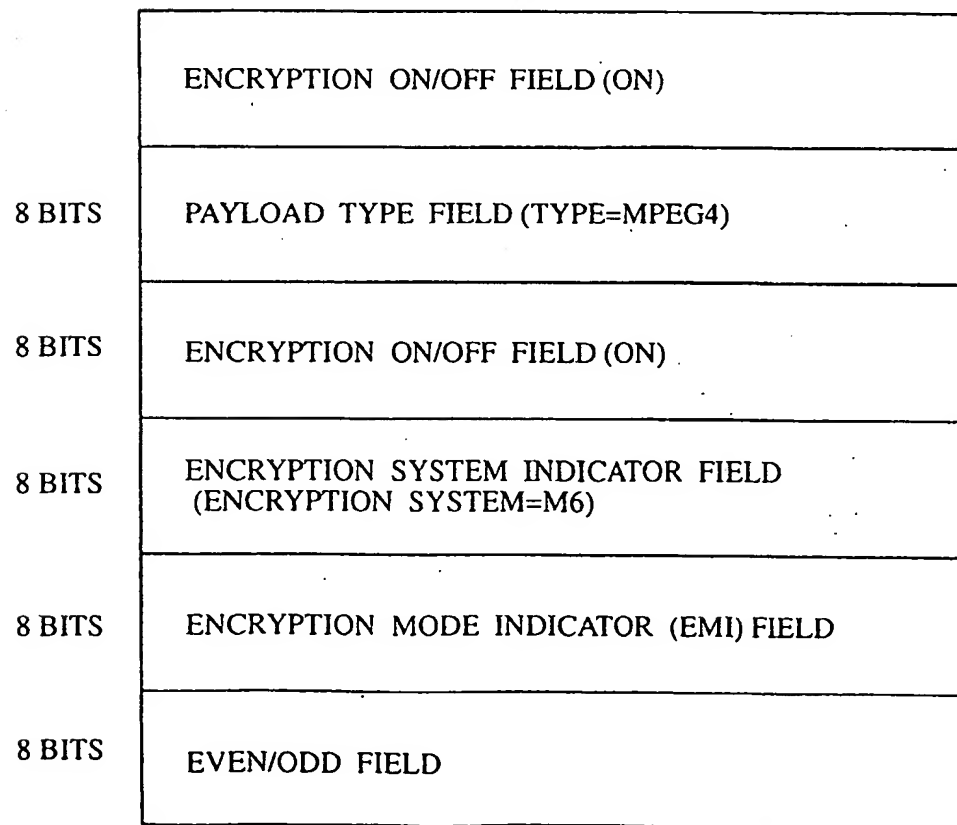 ENCRYPTION ON/OFF FIELD (ON)
8 BITS PAYLOAD TYPE FIELD (TYPE=MPEG4)
8 BITS ENCRYPTION ON/OFF FIELD (ON)
8 BITS ENCRYPTION SYSTEM INDICATOR FIELD
(ENCRYPTION SYSTEM=M6)
8 BITS ENCRYPTION MODE INDICATOR (EMI) FIELD
8 BITS EVEN/ODD FIELD